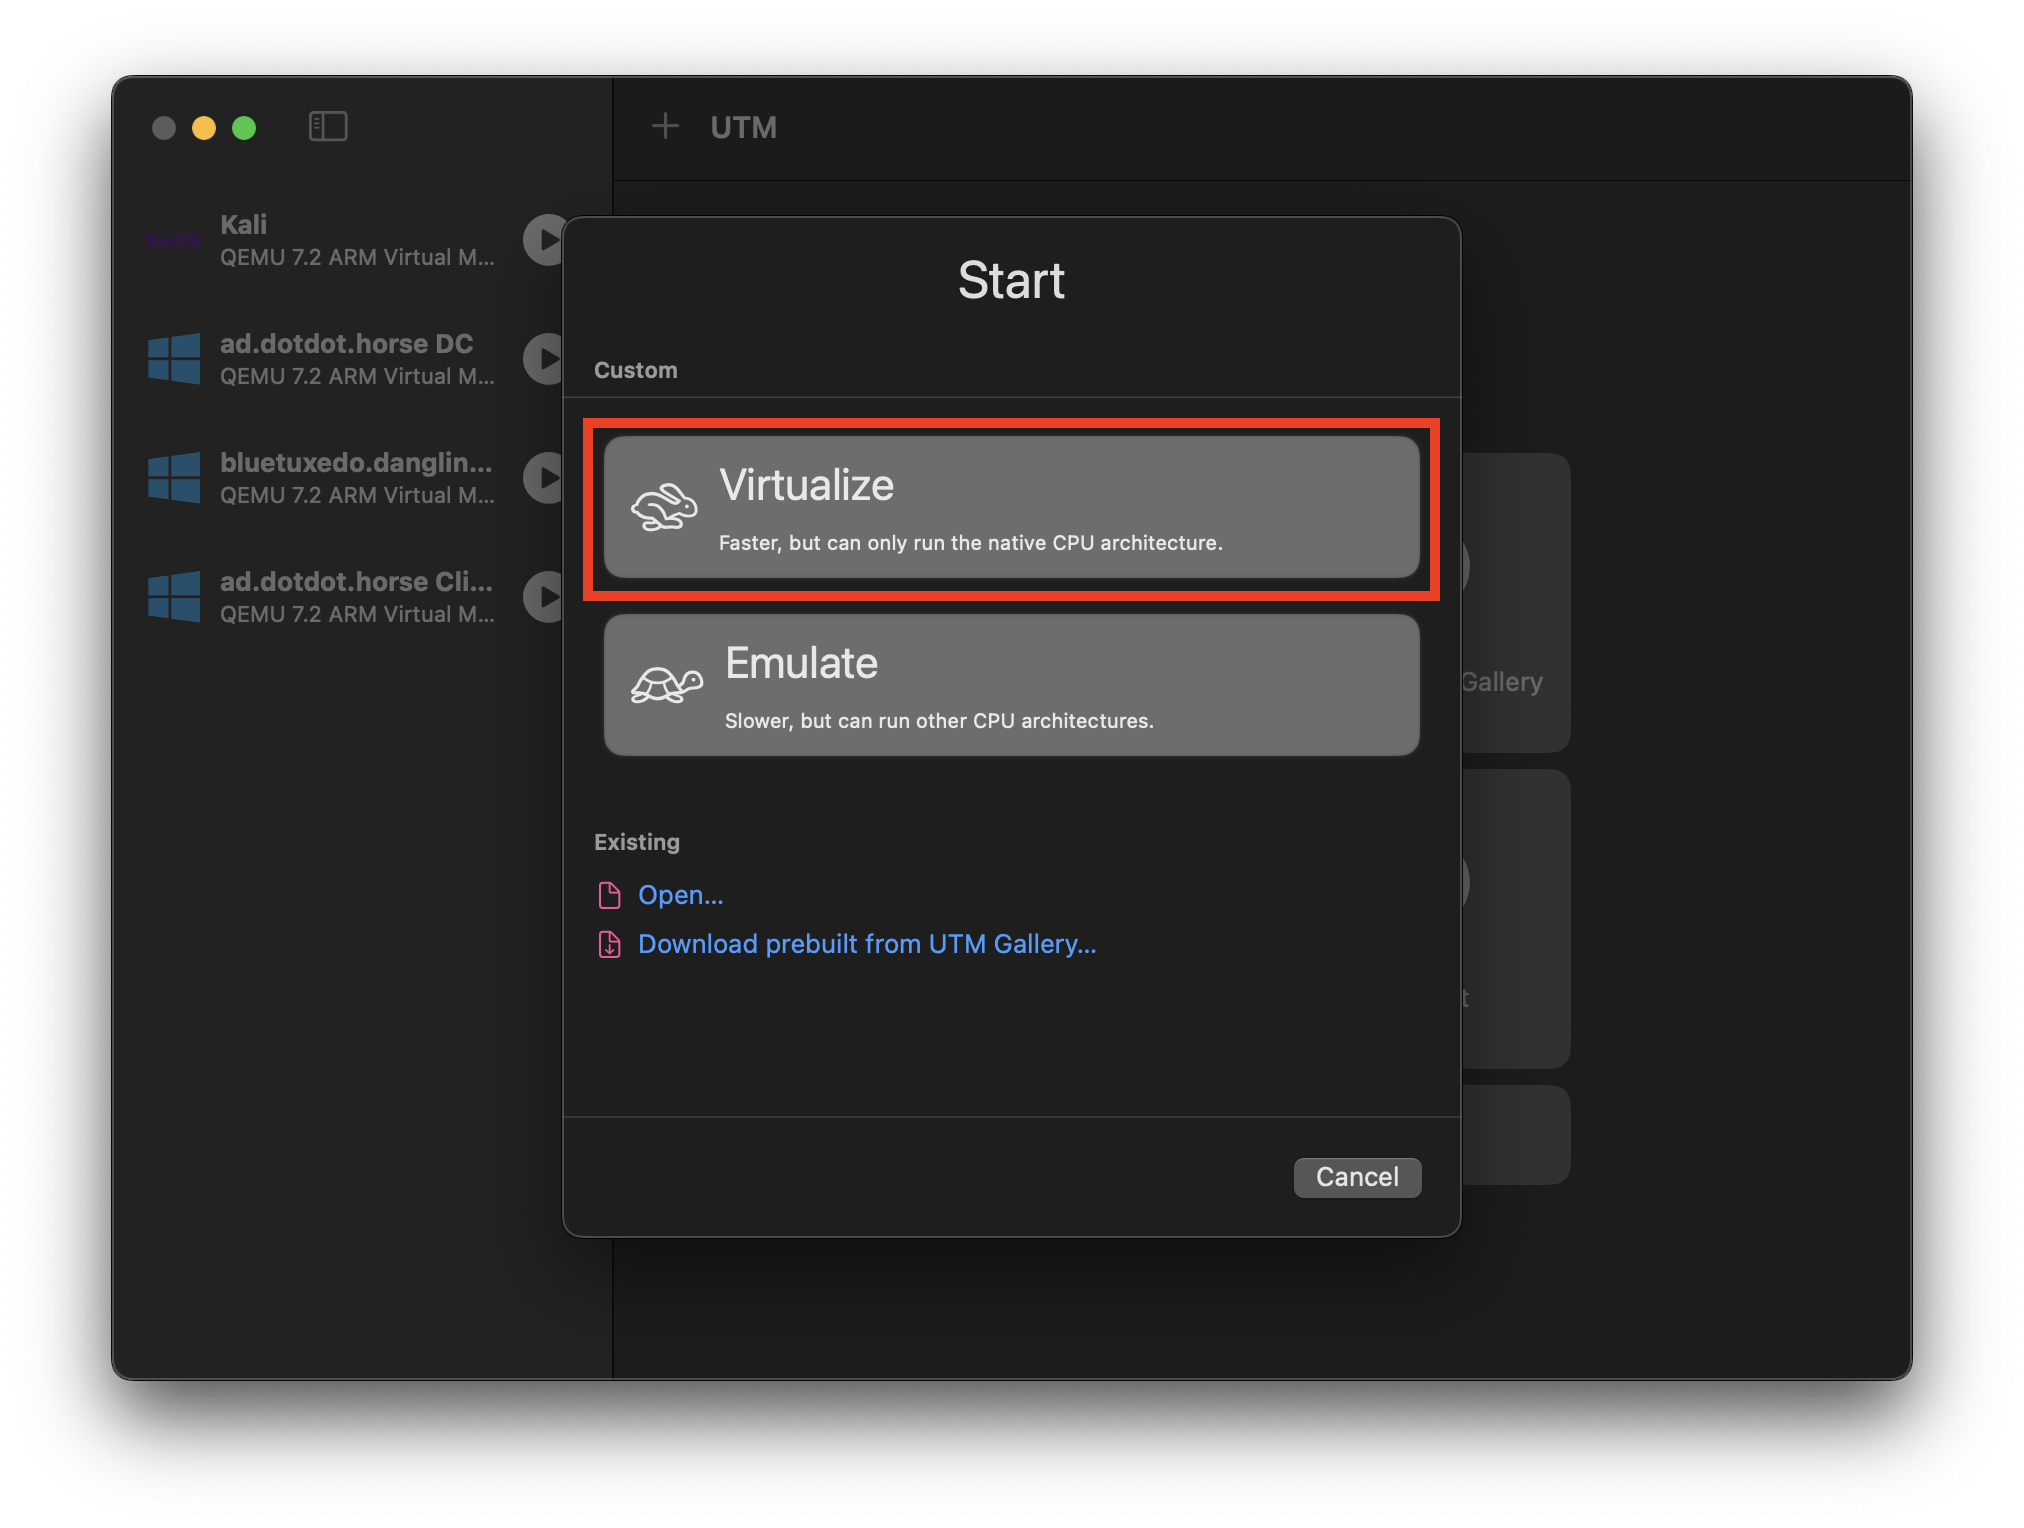 UTM
Kali
QEMU 7.2 ARM Virtual M...
ad.dotdot.horse DC
QEMU 7.2 ARM Virtual M...
bluetuxedo.danglin...
QEMU 7.2 ARM Virtual M...
ad.dotdot.horse Cli...
QEMU 7.2 ARM Virtual M...
Start
Custom
Virtualize
Faster, but can only run the native CPU architecture.
Emulate
Slower, but can run other CPU architectures.
Existing
Open...
Download prebuilt from UTM Gallery...
Cancel
Gallery
t